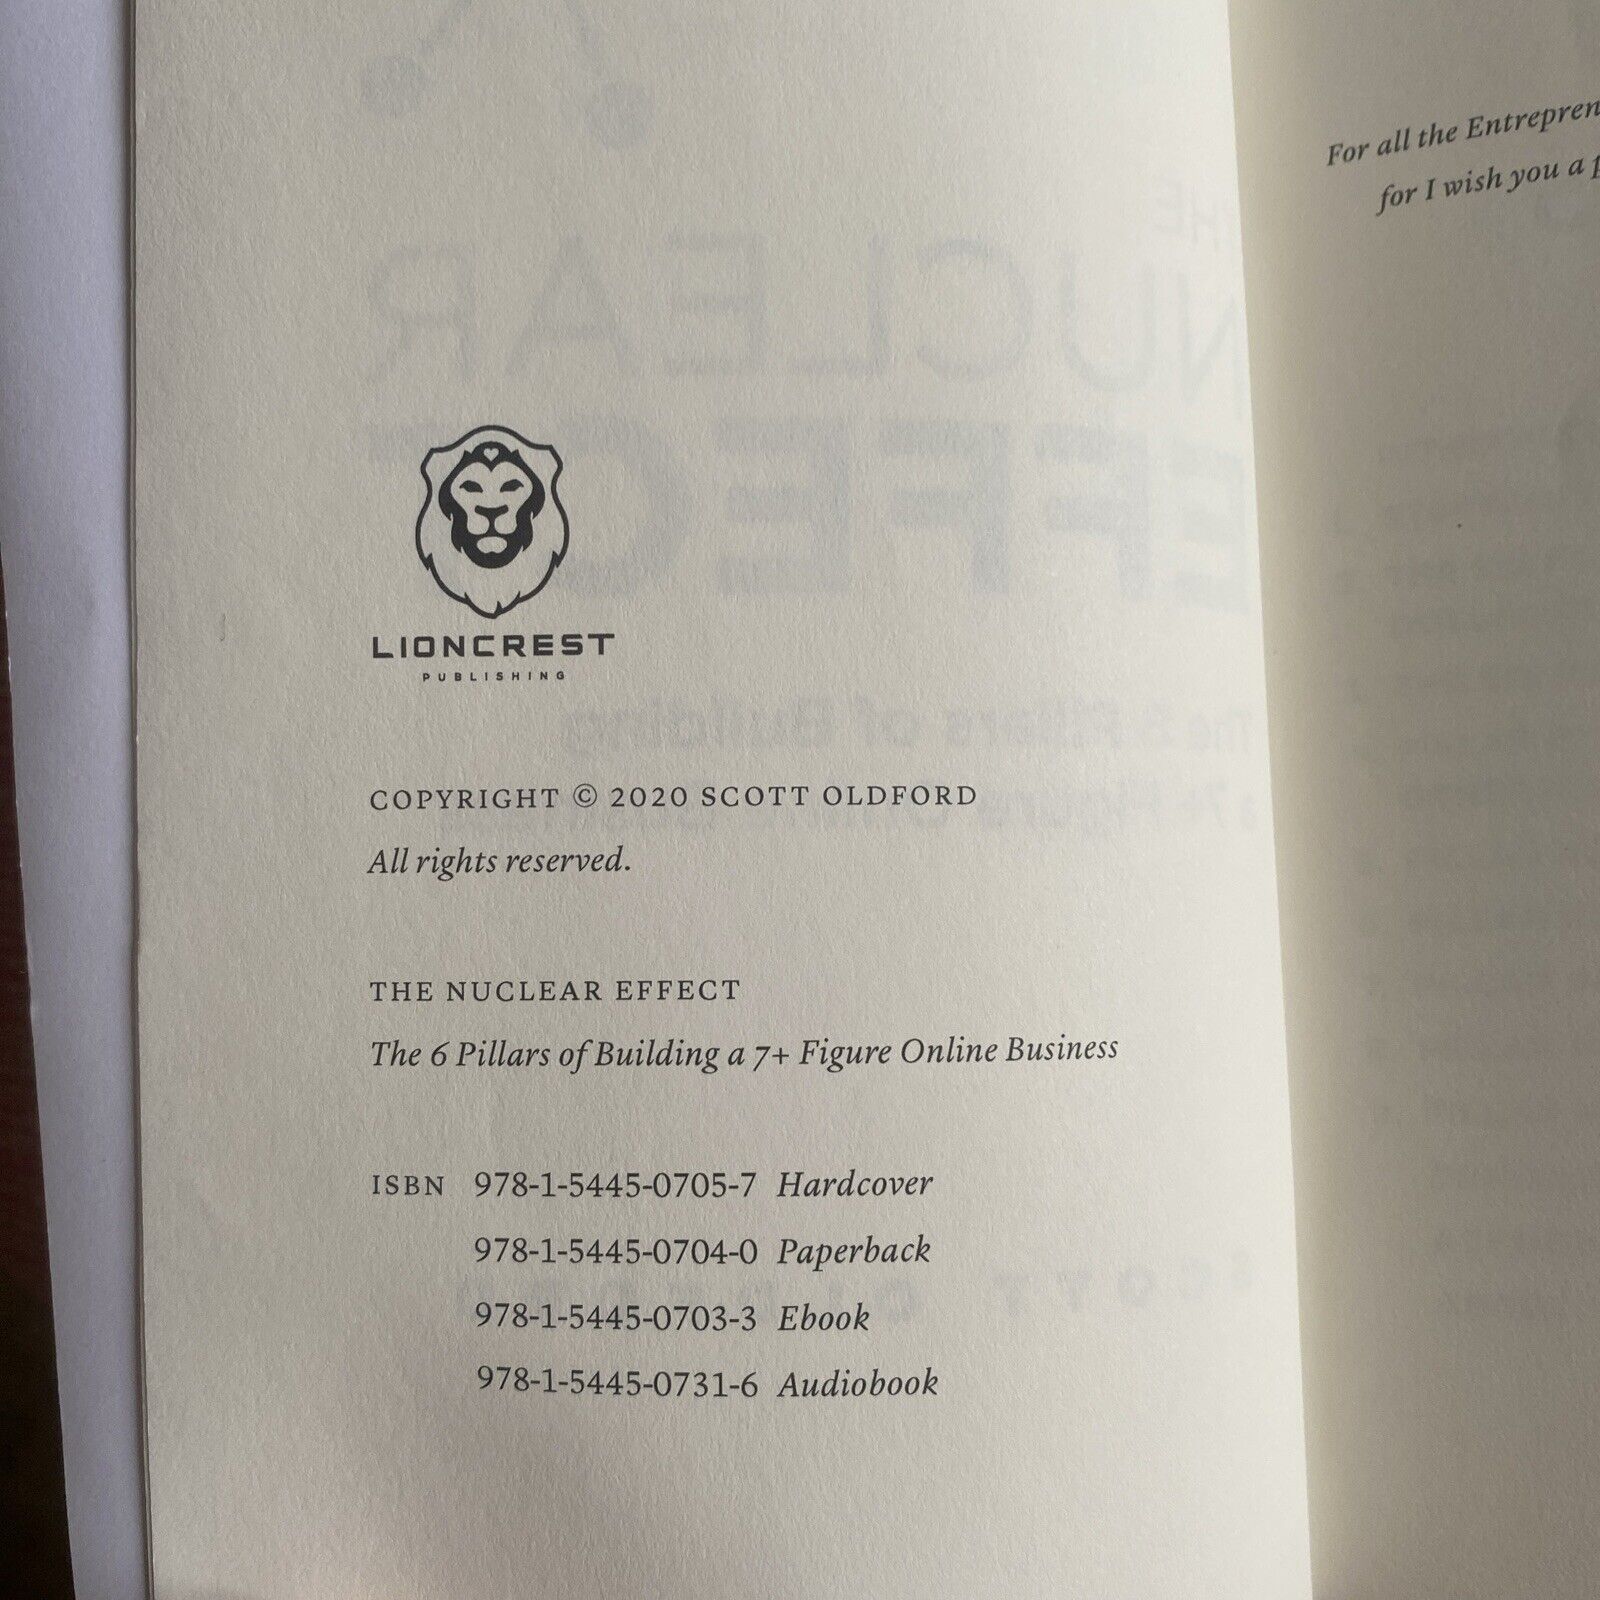 LIONCREST
PUBLISHING
COPYRIGHT © 2020 SCOTT OLDFORD
All rights reserved.
THE NUCLEAR EFFECT
The 6 Pillars of Building a 7+ Figure Online Business
ISBN 978-1-5445-0705-7 Hardcover
978-1-5445-0704-0 Paperback
978-1-5445-0703-3 Ebook
978-1-5445-0731-6 Audiobook
For all the
for I wish you a